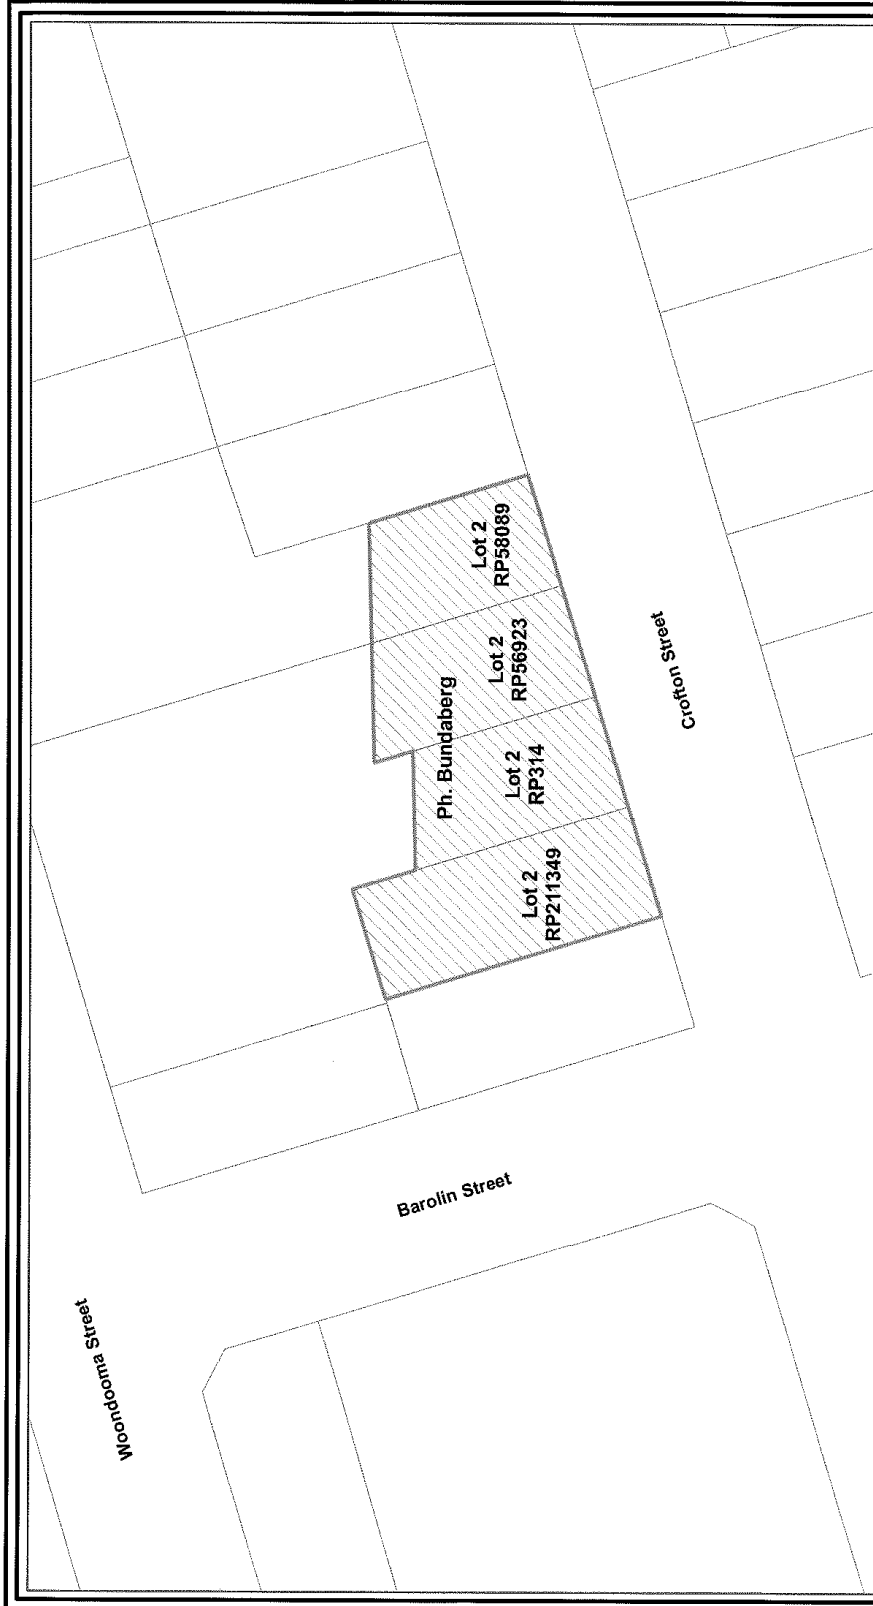 Woondooma Street
Barolin Street
Lot 2
RP211349
Lot 2
RP314
Ph. Bundaberg
Lot 2
RP56923
Lot 2
RP58089
Crofton Street